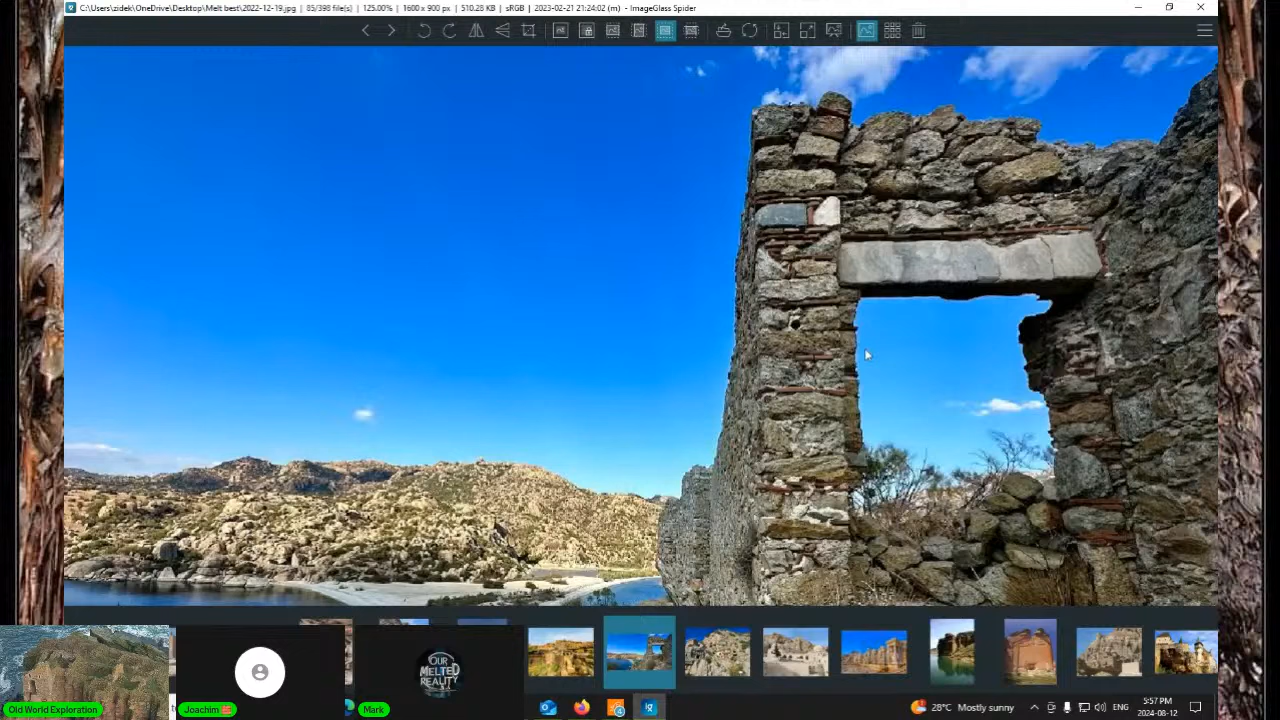 C:\Users\zidek\OneDrive\Desktop\Melt best\2022-12-19.jpg | 85/398 file(s) | 125.00% | 1600 x 900 px | 510.28 KB | sRGB | 2023-02-21 21:24:02 (m) - ImageGlass Spider
OUR
MELTED
REALITY
Old World Exploration
Joachim
Mark
28°C Mostly sunny
ENG
5:57 PM
2024-08-12